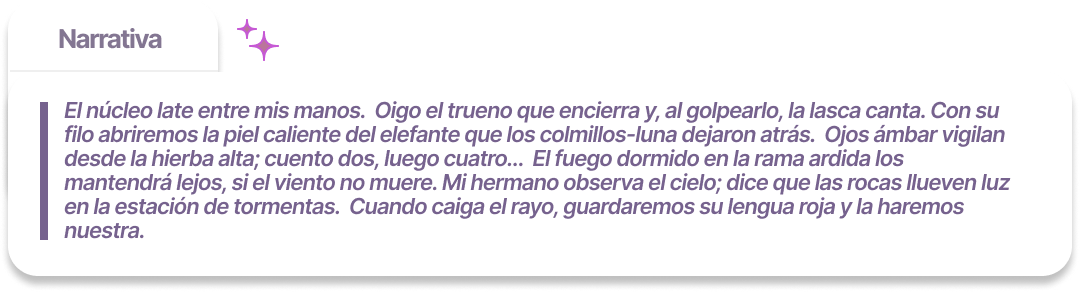 Narrativa
El núcleo late entre mis manos. Oigo el trueno que encierra y, al golpearlo, la lasca canta. Con su
filo abriremos la piel caliente del elefante que los colmillos-luna dejaron atrás. Ojos ámbar vigilan
desde la hierba alta; cuento dos, luego cuatro... El fuego dormido en la rama ardida los
mantendrá lejos, si el viento no muere. Mi hermano observa el cielo; dice que las rocas llueven luz
en la estación de tormentas. Cuando caiga el rayo, guardaremos su lengua roja y la haremos
nuestra.